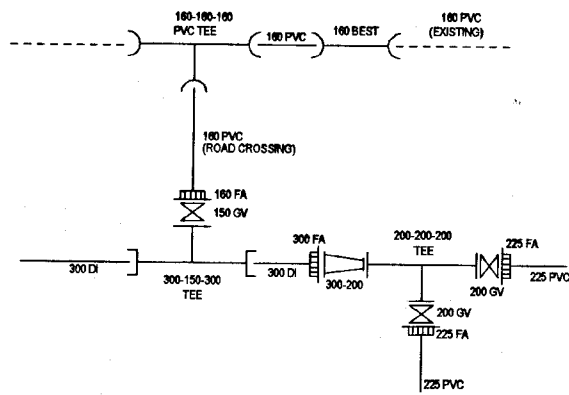 160-160-160
PVC TEE
160 PVC
160 BEST
160 PVC
(EXISTING)
160 PVC
(ROAD CROSSING)
160 FA
150 GV
300 DI
300-150-300
TEE
300 DI
300 FA
300-200
200-200-200
TEE
225 FA
200 GV
225 PVC
200 GV
225 FA
225 PVC